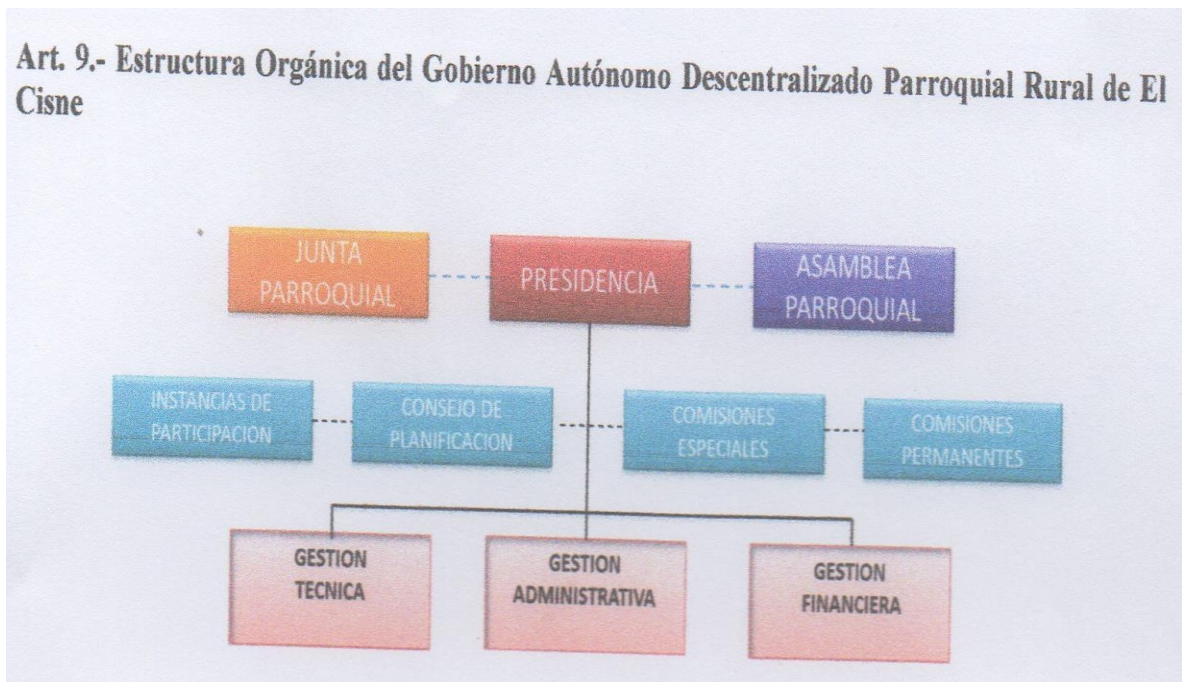 Art. 9.- Estructura Orgánica del Gobierno Autónomo Descentralizado Parroquial Rural de El
Cisne
JUNTA
PARROQUIAL
PRESIDENCIA
ASAMBLEA
PARROQUIAL
INSTANCIAS DE
PARTICIPACION
CONSEJO DE
PLANIFICACION
COMISIONES
ESPECIALES
COMISIONES
PERMANENTES
GESTION
TECNICA
GESTION
ADMINISTRATIVA
GESTION
FINANCIERA